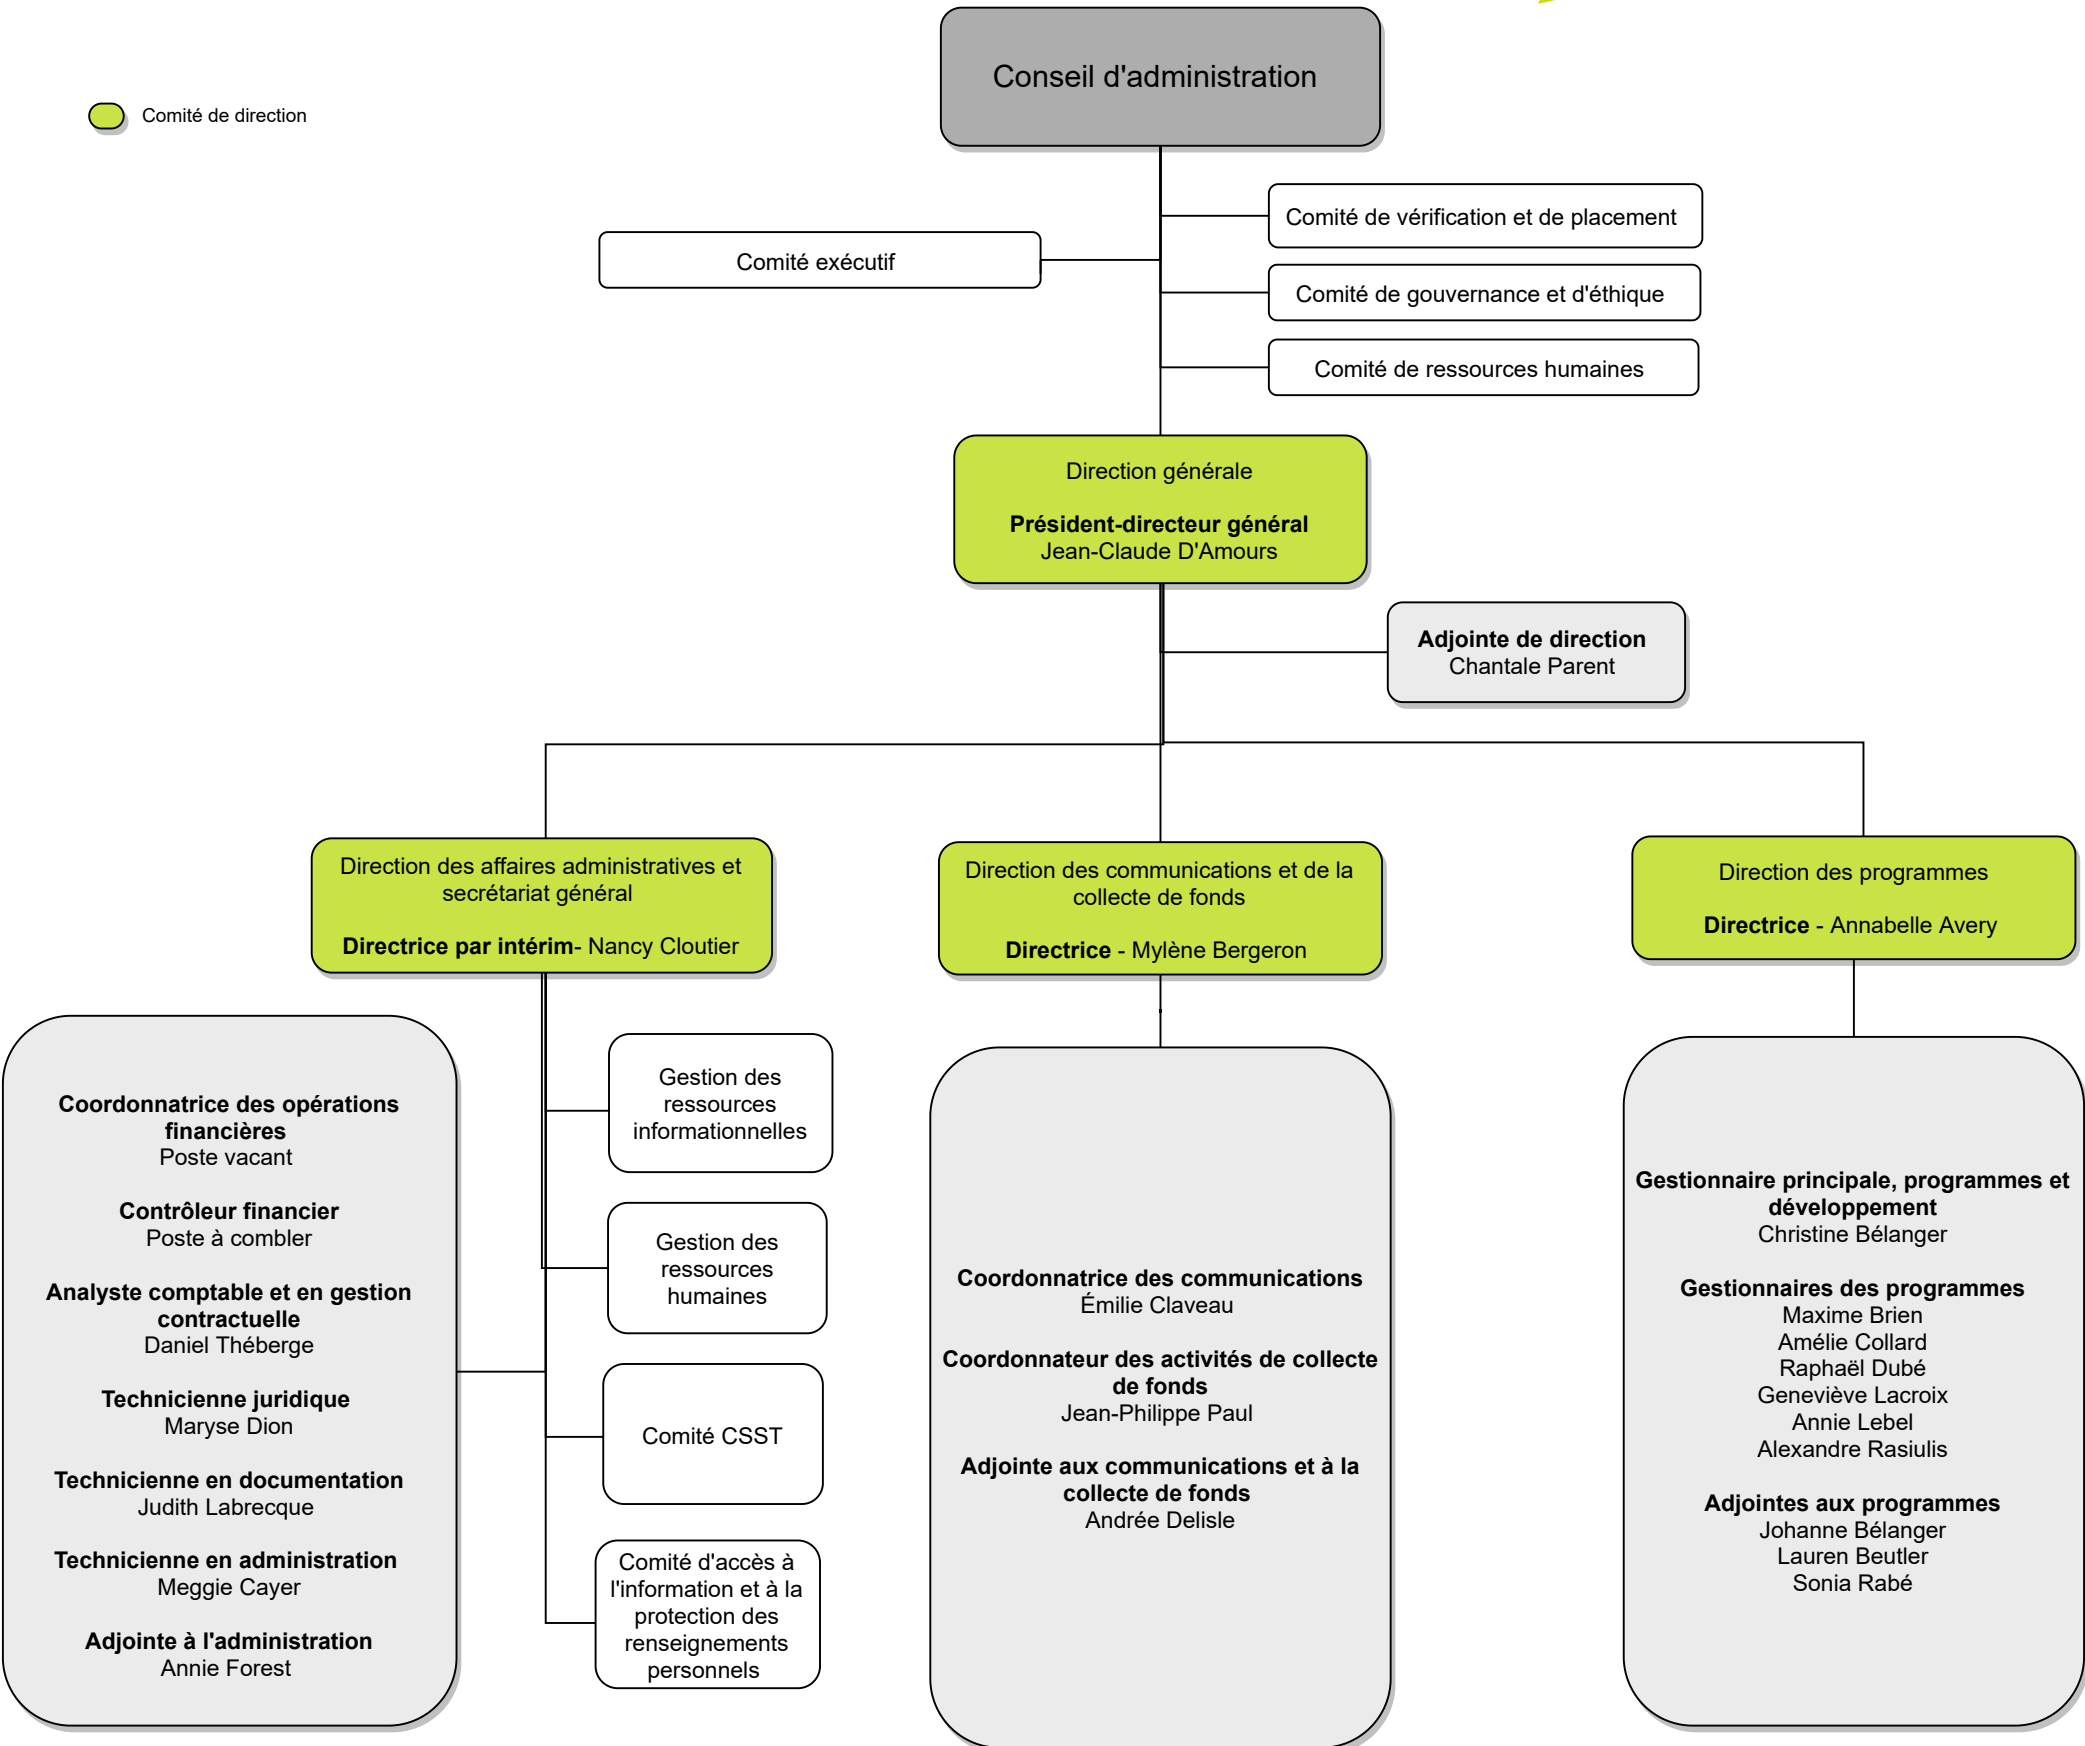 Conseil d'administration
Comité de direction
Comité de vérification et de placement
Comité exécutif
Comité de gouvernance et d'éthique
Comité de ressources humaines
Direction générale
Président-directeur général
Jean-Claude D'Amours
Adjointe de direction
Chantale Parent
Direction des affaires administratives et
secrétariat général
Directrice par intérim- Nancy Cloutier
Direction des communications et de la
collecte de fonds
Directrice - Mylène Bergeron
Direction des programmes
Directrice - Annabelle Avery
Coordonnatrice des opérations
financières
Poste vacant
Contrôleur financier
Poste à combler
Analyste comptable et en gestion
contractuelle
Daniel Théberge
Technicienne juridique
Maryse Dion
Technicienne en documentation
Judith Labrecque
Technicienne en administration
Meggie Cayer
Adjointe à l'administration
Annie Forest
Gestion des
ressources
informationnelles
Gestion des
ressources
humaines
Comité CSST
Comité d'accès à
l'information et à la
protection des
renseignements
personnels
Coordonnatrice des communications
Émilie Claveau
Coordonnateur des activités de collecte
de fonds
Jean-Philippe Paul
Adjointe aux communications et à la
collecte de fonds
Andrée Delisle
Gestionnaire principale, programmes et
développement
Christine Bélanger
Gestionnaires des programmes
Maxime Brien
Amélie Collard
Raphaël Dubé
Geneviève Lacroix
Annie Lebel
Alexandre Rasiulis
Adjointes aux programmes
Johanne Bélanger
Lauren Beutler
Sonia Rabé